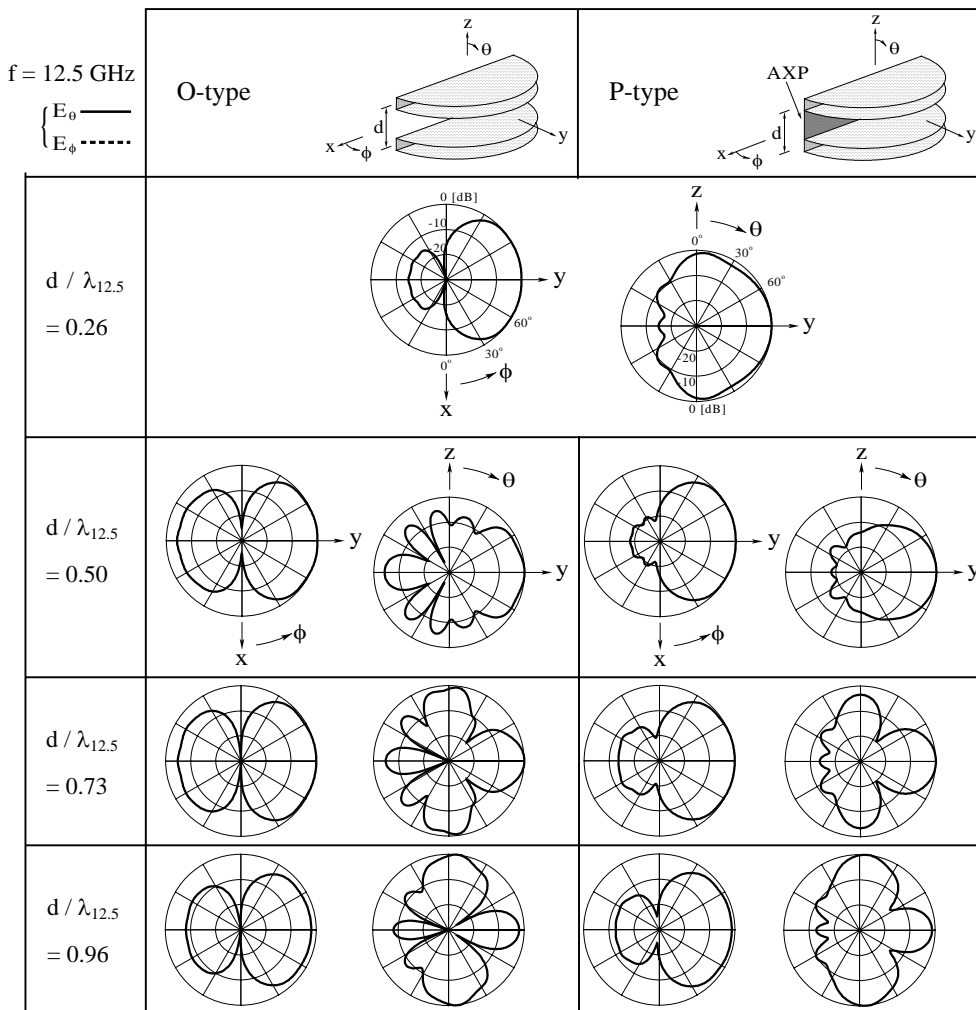 f = 12.5 GHz
E_θ
E_ϕ
O-type
z
θ
d
x
ϕ
y
P-type
AXP
z
θ
d
x
ϕ
y
d / λ_12.5
= 0.26
0 [dB]
-10
-20
y
60°
30°
0°
ϕ
x
z
θ
0°
30°
60°
y
-20
-10
0 [dB]
d / λ_12.5
= 0.50
y
ϕ
x
z
θ
y
y
ϕ
x
z
θ
y
d / λ_12.5
= 0.73
d / λ_12.5
= 0.96